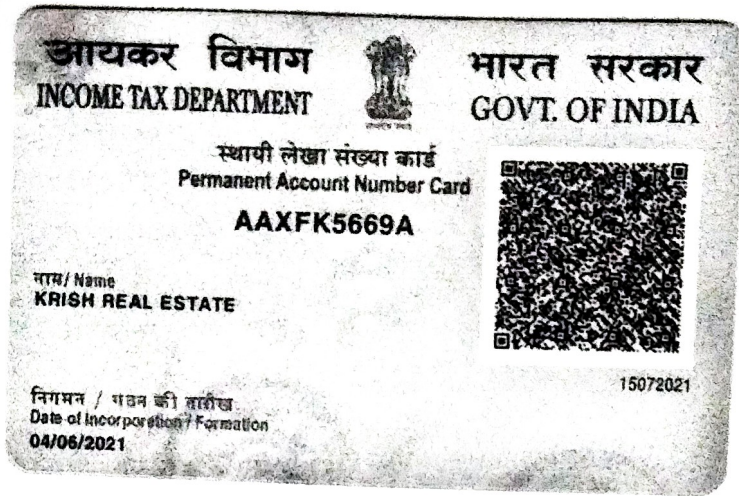 आयकर विभाग
INCOME TAX DEPARTMENT
भारत सरकार
GOVT. OF INDIA
स्थायी लेखा संख्या कार्ड
Permanent Account Number Card
AAXFK5669A
नाम/ Name
KRISH REAL ESTATE
15072021
निगमन / गठन की तारीख
Date of Incorporation / Formation
04/06/2021